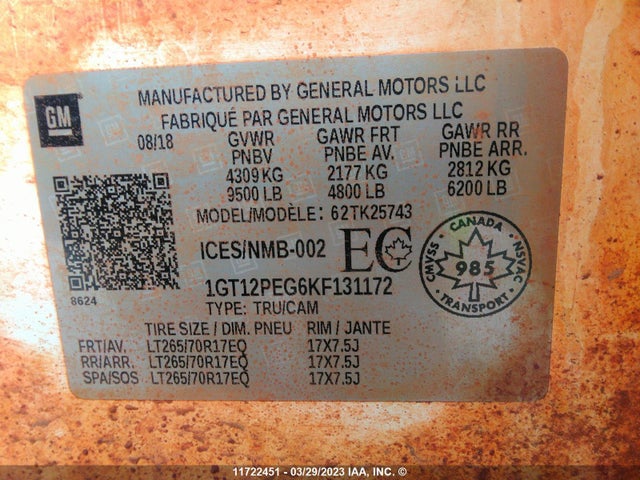 GM
MANUFACTURED BY GENERAL MOTORS LLC
FABRIQUÉ PAR GENERAL MOTORS LLC
08/18 GVWR GAWR FRT GAWR RR
PNBV PNBE AV. PNBE ARR.
4309 KG 2177 KG 2812 KG
9500 LB 4800 LB 6200 LB
MODEL/MODÈLE: 62TK25743
ICES/NMB-002 EC
CANADA
CMVSS 985 NSVAC
TRANSPORT
8624
1GT12PEG6KF131172
TYPE: TRU/CAM
TIRE SIZE / DIM. PNEU RIM / JANTE
FRT/AV. LT265/70R17EQ 17X7.5J
RR/ARR. LT265/70R17EQ 17X7.5J
SPA/SOS LT265/70R17EQ 17X7.5J
11722451 - 03/29/2023 IAA, INC. ©